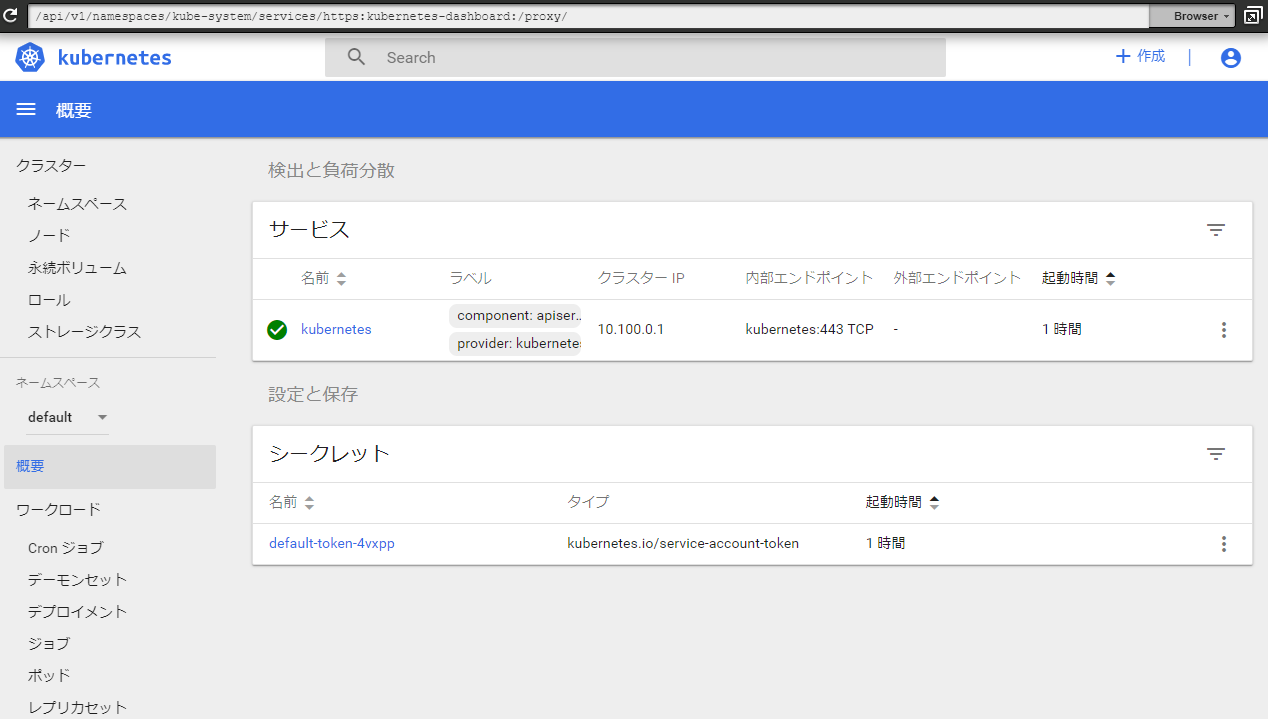 /api/v1/namespaces/kube-system/services/https:kubernetes-dashboard:/proxy/
Browser
kubernetes
Search
作成
概要
クラスター
ネームスペース
ノード
永続ボリューム
ロール
ストレージクラス
ネームスペース
default
概要
ワークロード
Cron ジョブ
デーモンセット
デプロイメント
ジョブ
ポッド
レプリカセット
検出と負荷分散
サービス
名前 ラベル クラスター IP 内部エンドポイント 外部エンドポイント 起動時間
kubernetes component: apiser.. 10.100.0.1 kubernetes:443 TCP - 1 時間
provider: kubernetes
設定と保存
シークレット
名前 タイプ 起動時間
default-token-4vxpp kubernetes.io/service-account-token 1 時間